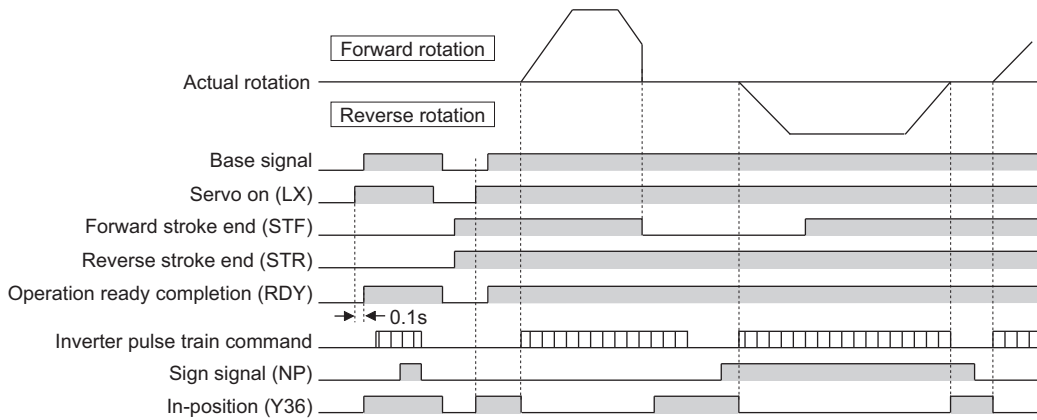 Forward rotation
Actual rotation
Reverse rotation
Base signal
Servo on (LX)
Forward stroke end (STF)
Reverse stroke end (STR)
Operation ready completion (RDY)
0.1s
Inverter pulse train command
Sign signal (NP)
In-position (Y36)